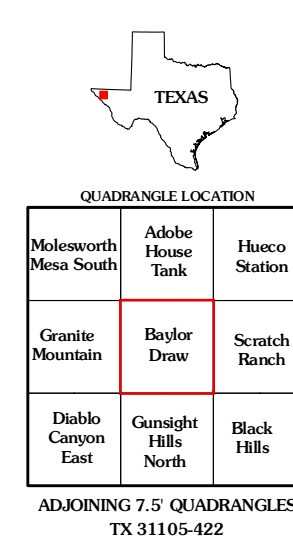 TEXAS
QUADRANGLE LOCATION
Molesworth
Mesa South
Adobe
House
Tank
Hueco
Station
Granite
Mountain
Baylor
Draw
Scratch
Ranch
Diablo
Canyon
East
Gunsight
Hills
North
Black
Hills
ADJOINING 7.5' QUADRANGLES
TX 31105-422